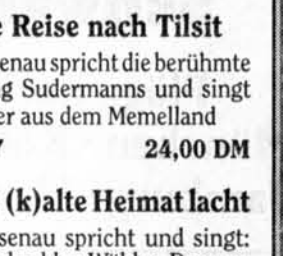 Reise nach Tilsit
enau spricht die berühmte
g Sudermanns und singt
er aus dem Memelland
24,00 DM
(k)alte Heimat lacht
senau spricht und singt: